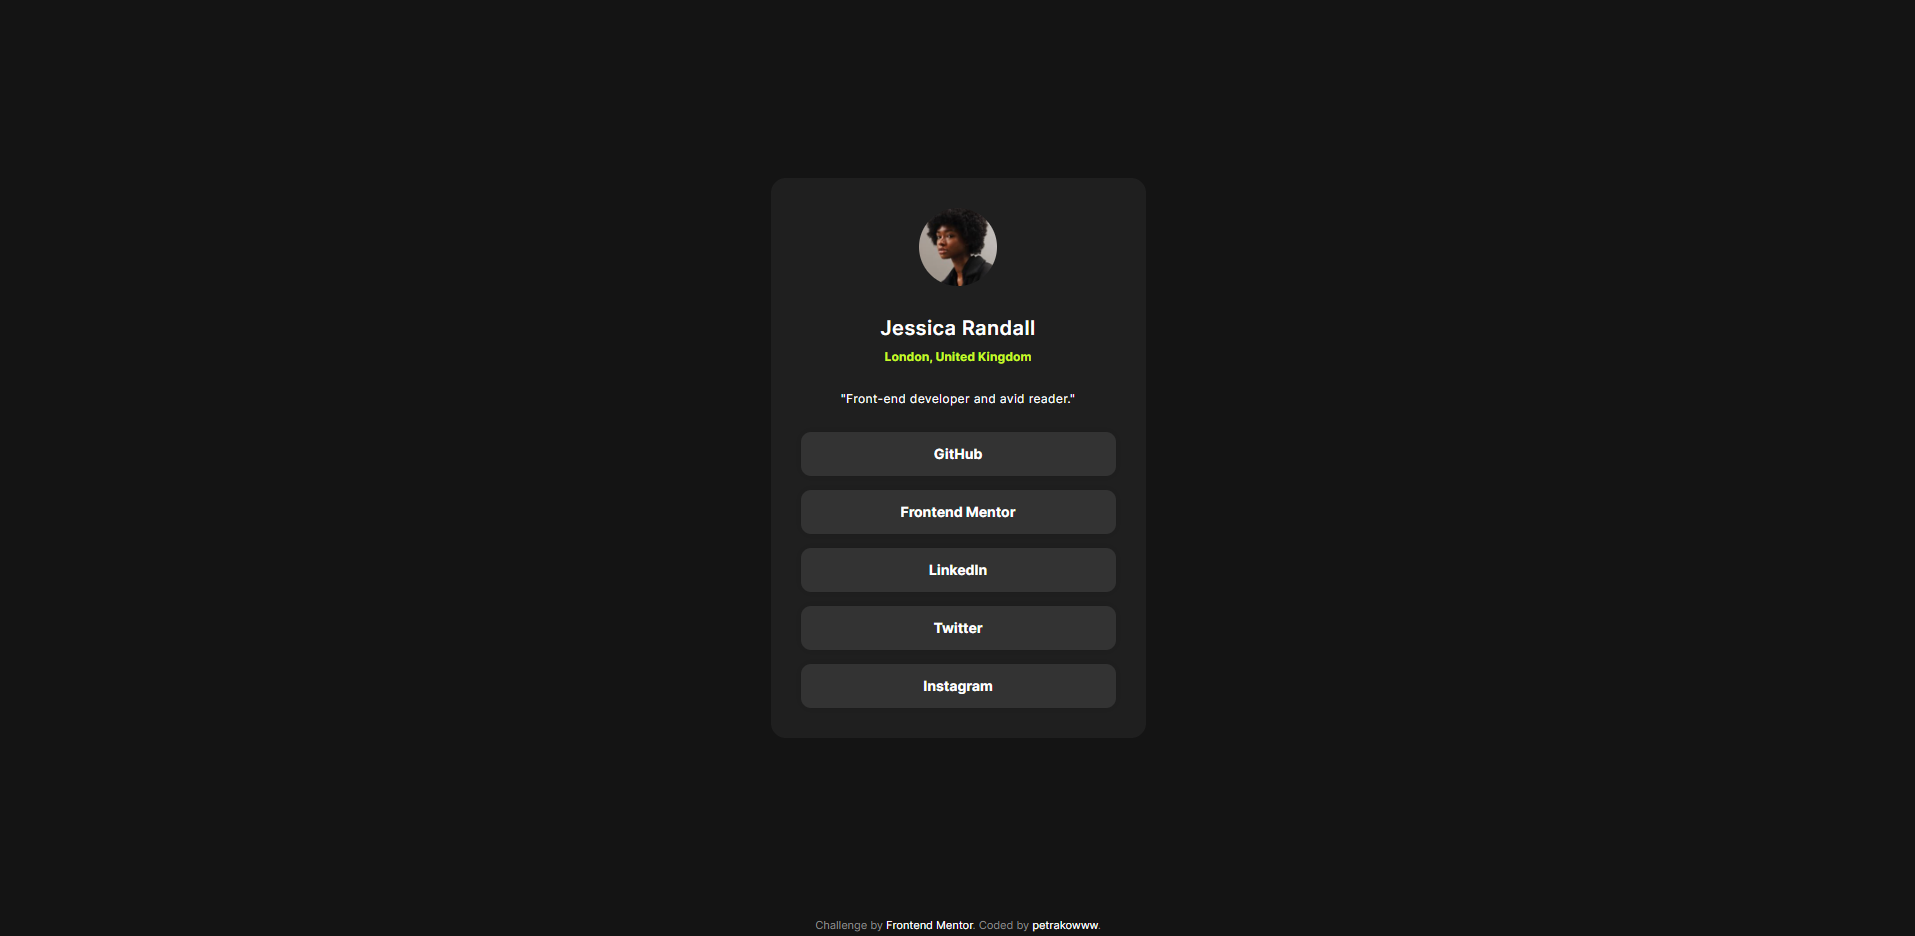 Jessica Randall
London, United Kingdom
"Front-end developer and avid reader."
GitHub
Frontend Mentor
LinkedIn
Twitter
Instagram
Challenge by Frontend Mentor. Coded by petrakowww.